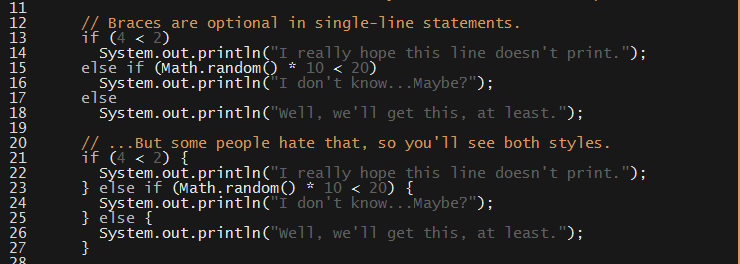 11
12 // Braces are optional in single-line statements.
13 if (4 < 2)
14 System.out.println("I really hope this line doesn't print.");
15 else if (Math.random() * 10 < 20)
16 System.out.println("I don't know...Maybe?");
17 else
18 System.out.println("Well, we'll get this, at least.");
19
20 // ...But some people hate that, so you'll see both styles.
21 if (4 < 2) {
22 System.out.println("I really hope this line doesn't print.");
23 } else if (Math.random() * 10 < 20) {
24 System.out.println("I don't know...Maybe?");
25 } else {
26 System.out.println("Well, we'll get this, at least.");
27 }
28